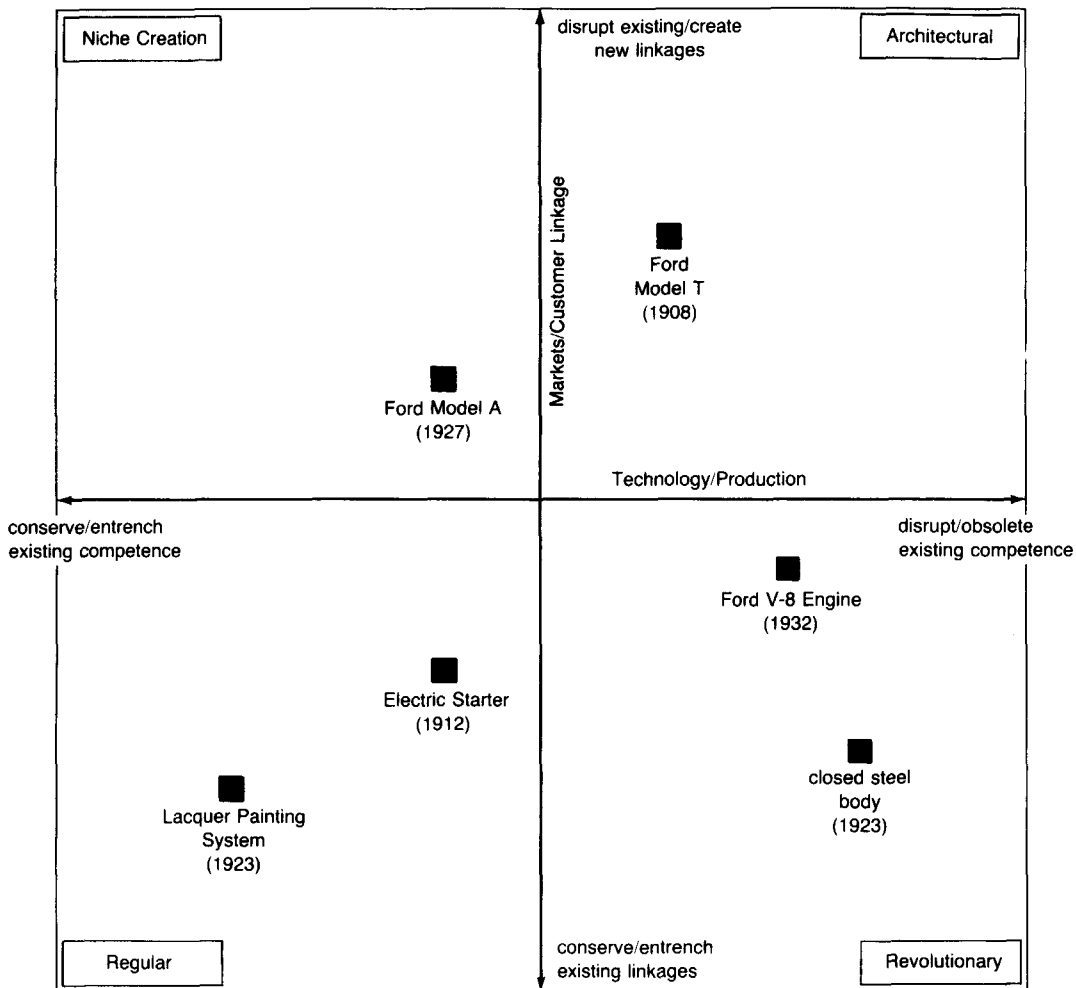 Niche Creation
disrupt existing/create
new linkages
Architectural
Markets/Customer Linkage
Ford
Model T
(1908)
Ford Model A
(1927)
Technology/Production
conserve/entrench
existing competence
disrupt/obsolete
existing competence
Ford V-8 Engine
(1932)
Electric Starter
(1912)
closed steel
body
(1923)
Lacquer Painting
System
(1923)
Regular
conserve/entrench
existing linkages
Revolutionary